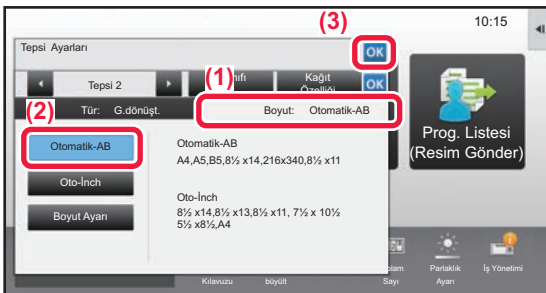 10:15
(3)
Tepsi Ayarları
OK
(1)
Tepsi 2
Kağıt
Özelliği
OK
(2)
Tür: G.dönüşt.
Boyut: Otomatik-AB
Otomatik-AB
Otomatik-AB
A4,A5,B5,8½ x14,216x340,8½ x11
Oto-İnch
Oto-İnch
8½ x14,8½ x13,8½ x11, 7½ x 10½
5½ x8½,A4
Boyut Ayarı
Prog. Listesi
(Resim Gönder)
Kılavuzu
büyült
Sayı
Parlaklık
Ayarı
İş Yönetimi